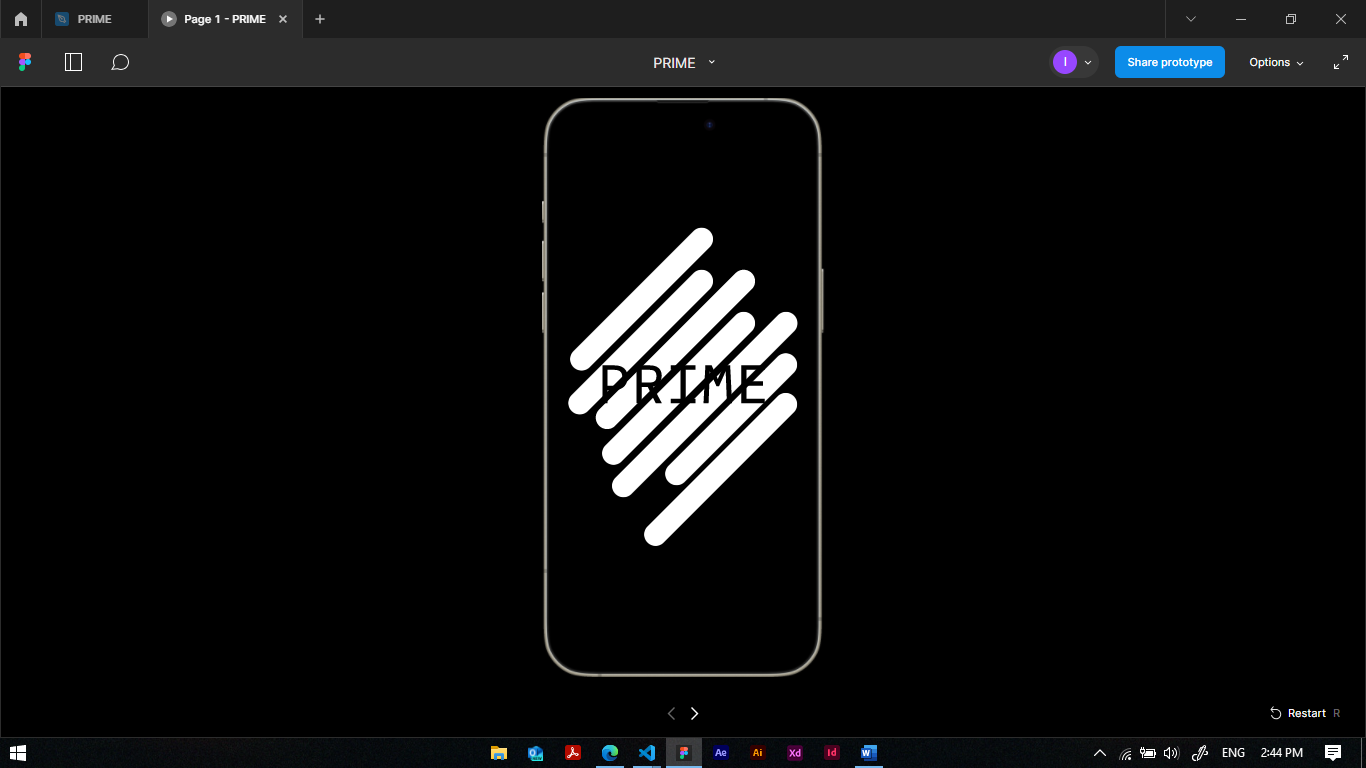 PRIME
Page 1 - PRIME
PRIME
I
Share prototype
Options
PRIME
Restart R
Ae
Ai
Xd
Id
W
ENG
2:44 PM